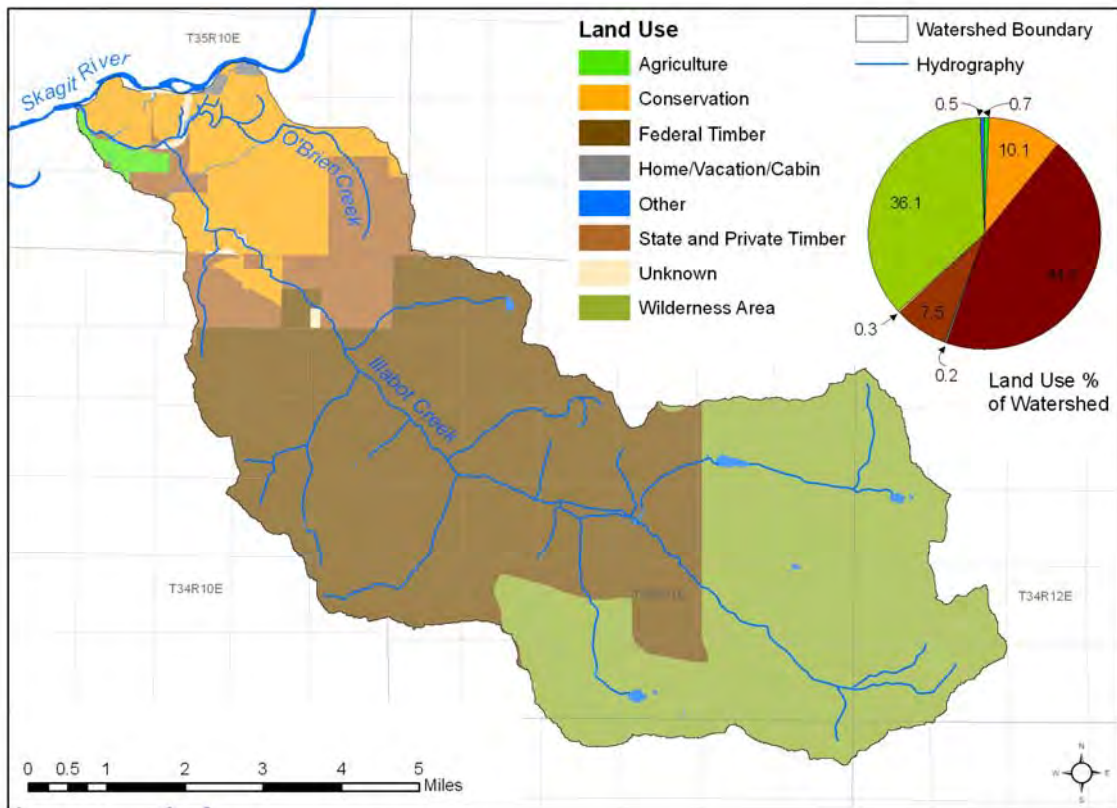 T35R10E
Skagit River
O'Brien Creek
Illabot Creek
T34R10E
T34R12E
Land Use
Agriculture
Conservation
Federal Timber
Home/Vacation/Cabin
Other
State and Private Timber
Unknown
Wilderness Area
Watershed Boundary
Hydrography
0.5
0.7
10.1
36.1
7.5
0.3
0.2
Land Use %
of Watershed
0 0.5 1 2 3 4 5
Miles
N
W E
S